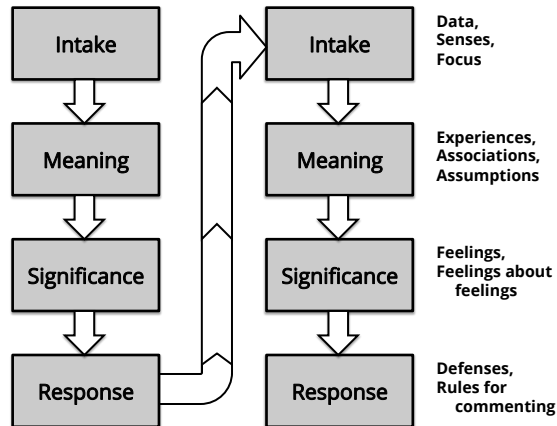 Intake
Meaning
Significance
Response
Intake
Meaning
Significance
Response
Data,
Senses,
Focus
Experiences,
Associations,
Assumptions
Feelings,
Feelings about
feelings
Defenses,
Rules for
commenting